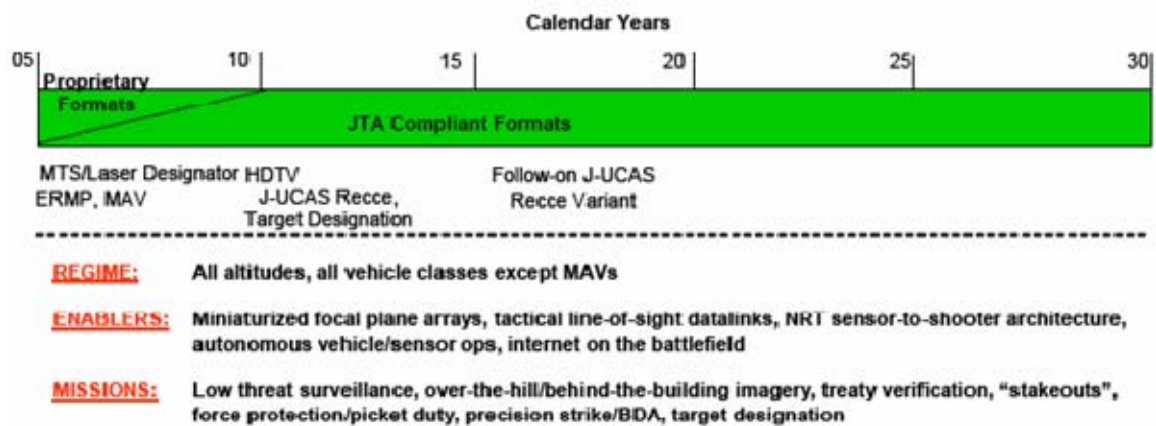 Calendar Years
05 10 15 20 25 30
Proprietary
Formats
JTA Compliant Formats
MTS/Laser Designator HDTV Follow-on J-UCAS
ERMP, MAV J-UCAS Recce, Recce Variant
Target Designation
REGIME: All altitudes, all vehicle classes except MAVs
ENABLERS: Miniaturized focal plane arrays, tactical line-of-sight datalinks, NRT sensor-to-shooter architecture,
autonomous vehicle/sensor ops, internet on the battlefield
MISSIONS: Low threat surveillance, over-the-hill/behind-the-building imagery, treaty verification, “stakeouts”,
force protection/picket duty, precision strike/BDA, target designation